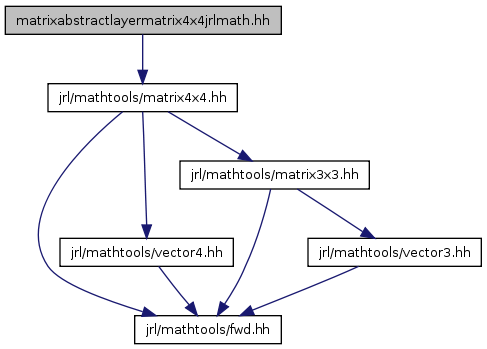 matrixabstractlayermatrix4x4jrlmath.hh
jrl/mathtools/matrix4x4.hh
jrl/mathtools/matrix3x3.hh
jrl/mathtools/vector4.hh
jrl/mathtools/vector3.hh
jrl/mathtools/fwd.hh